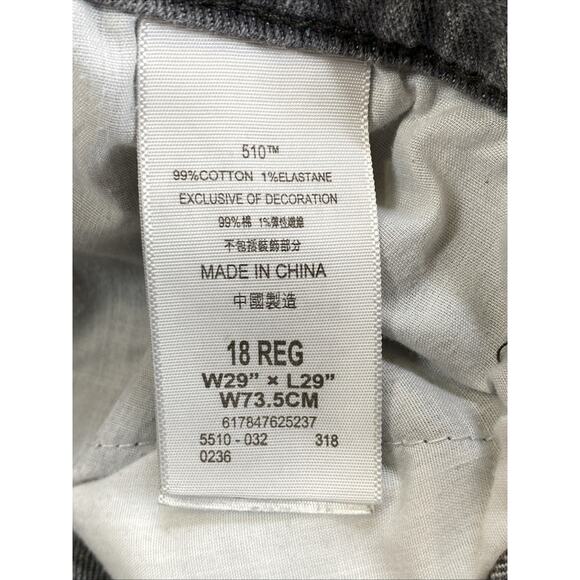 510™
99%COTTON 1%ELASTANE
EXCLUSIVE OF DECORATION
99%棉 1%彈性纖維
不包括裝飾部分
MADE IN CHINA
中國製造
18 REG
W29” × L29”
W73.5CM
617847625237
5510 - 032 318
0236